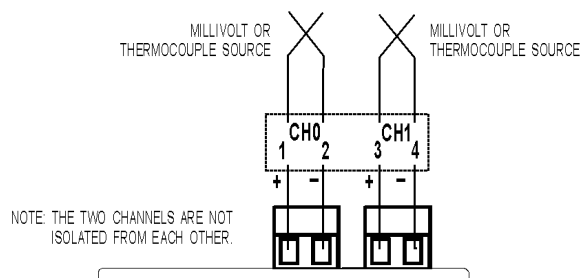 MILLIVOLT OR
THERMOCOUPLE SOURCE
MILLIVOLT OR
THERMOCOUPLE SOURCE
CH0
CH1
1 2 3 4
+ − + −
NOTE: THE TWO CHANNELS ARE NOT
ISOLATED FROM EACH OTHER.